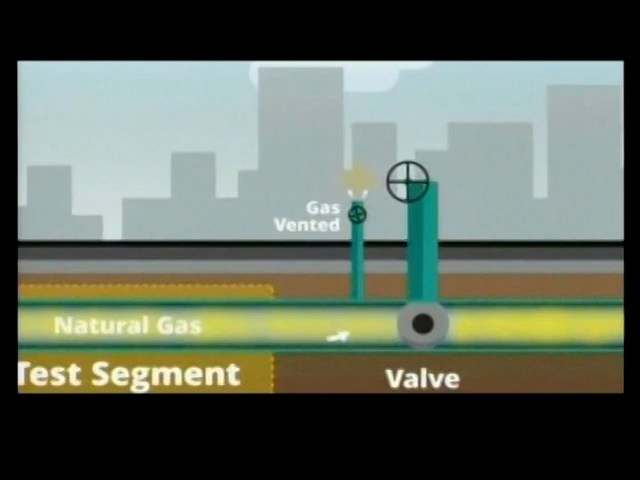 Gas
Vented
Natural Gas
Test Segment
Valve